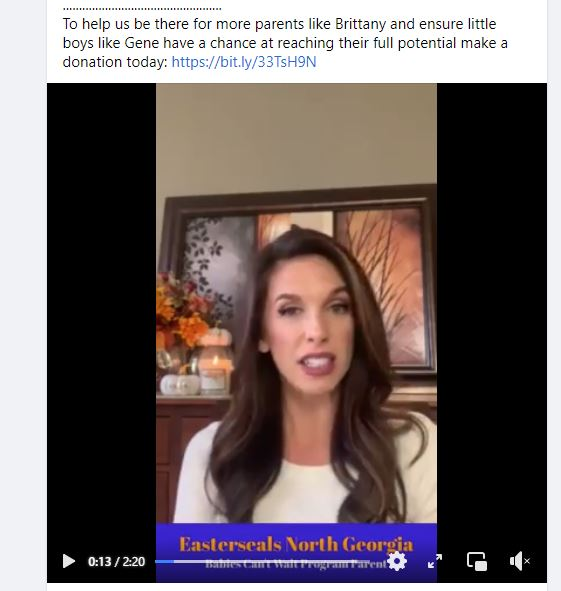 To help us be there for more parents like Brittany and ensure little
boys like Gene have a chance at reaching their full potential make a
donation today: https://bit.ly/33TsH9N
Easterseals North Georgia
Babies Can't Wait Program Parent
0:13 / 2:20